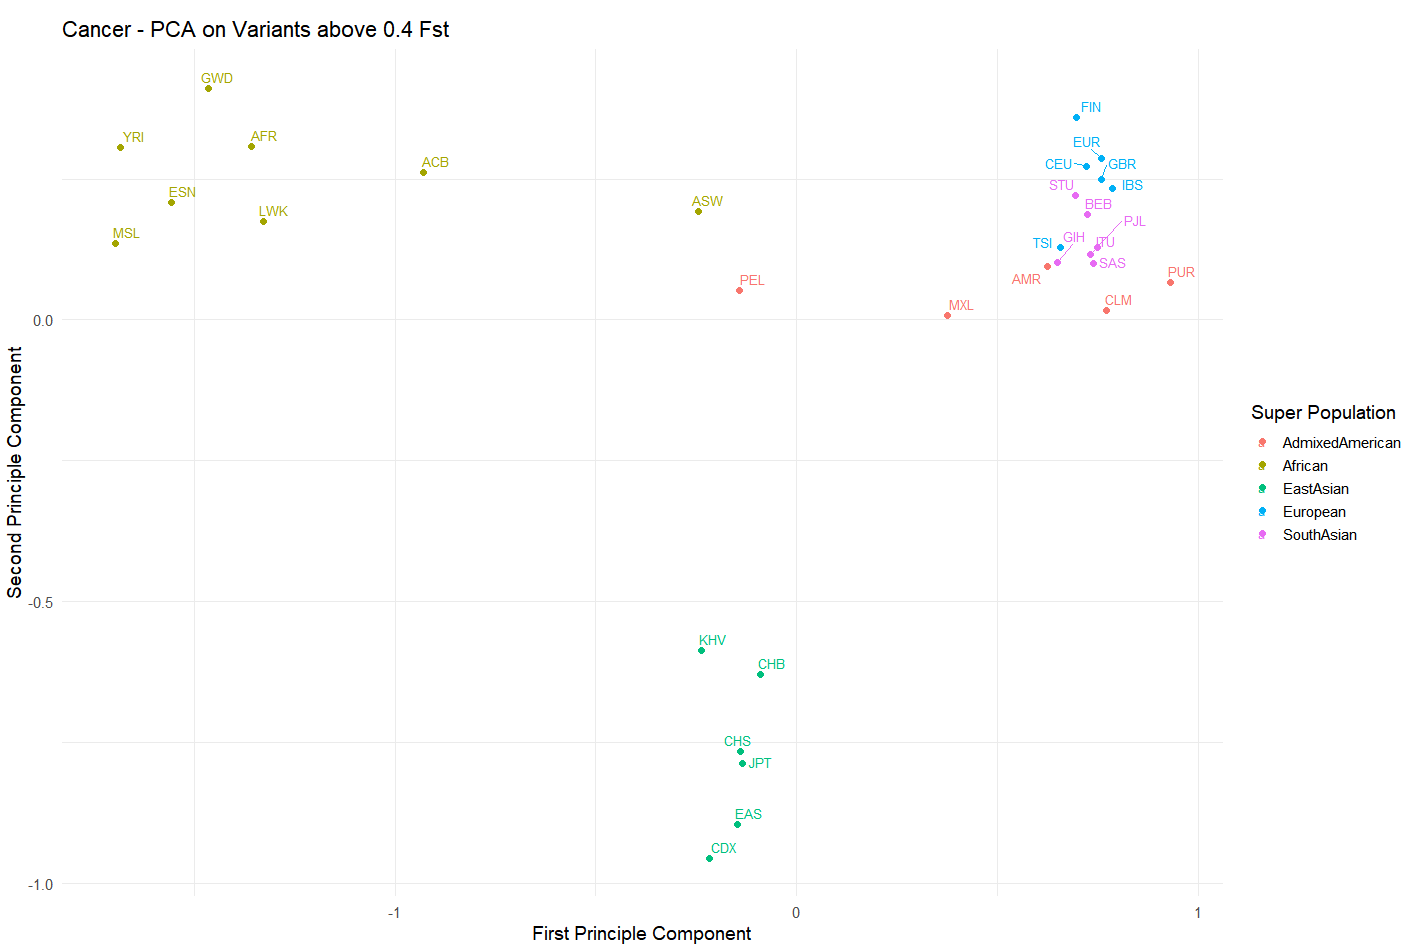 Cancer - PCA on Variants above 0.4 Fst
GWD
FIN
YRI
AFR
EUR
ACB
CEU
GBR
ESN
STU
IBS
ASW
BEB
LWK
PJL
MSL
GIH
TSI
ITU
SAS
PUR
AMR
PEL
CLM
MXL
0.0
Second Principle Component
Super Population
AdmixedAmerican
African
EastAsian
European
SouthAsian
-0.5
KHV
CHB
CHS
JPT
EAS
CDX
-1.0
-1
0
1
First Principle Component